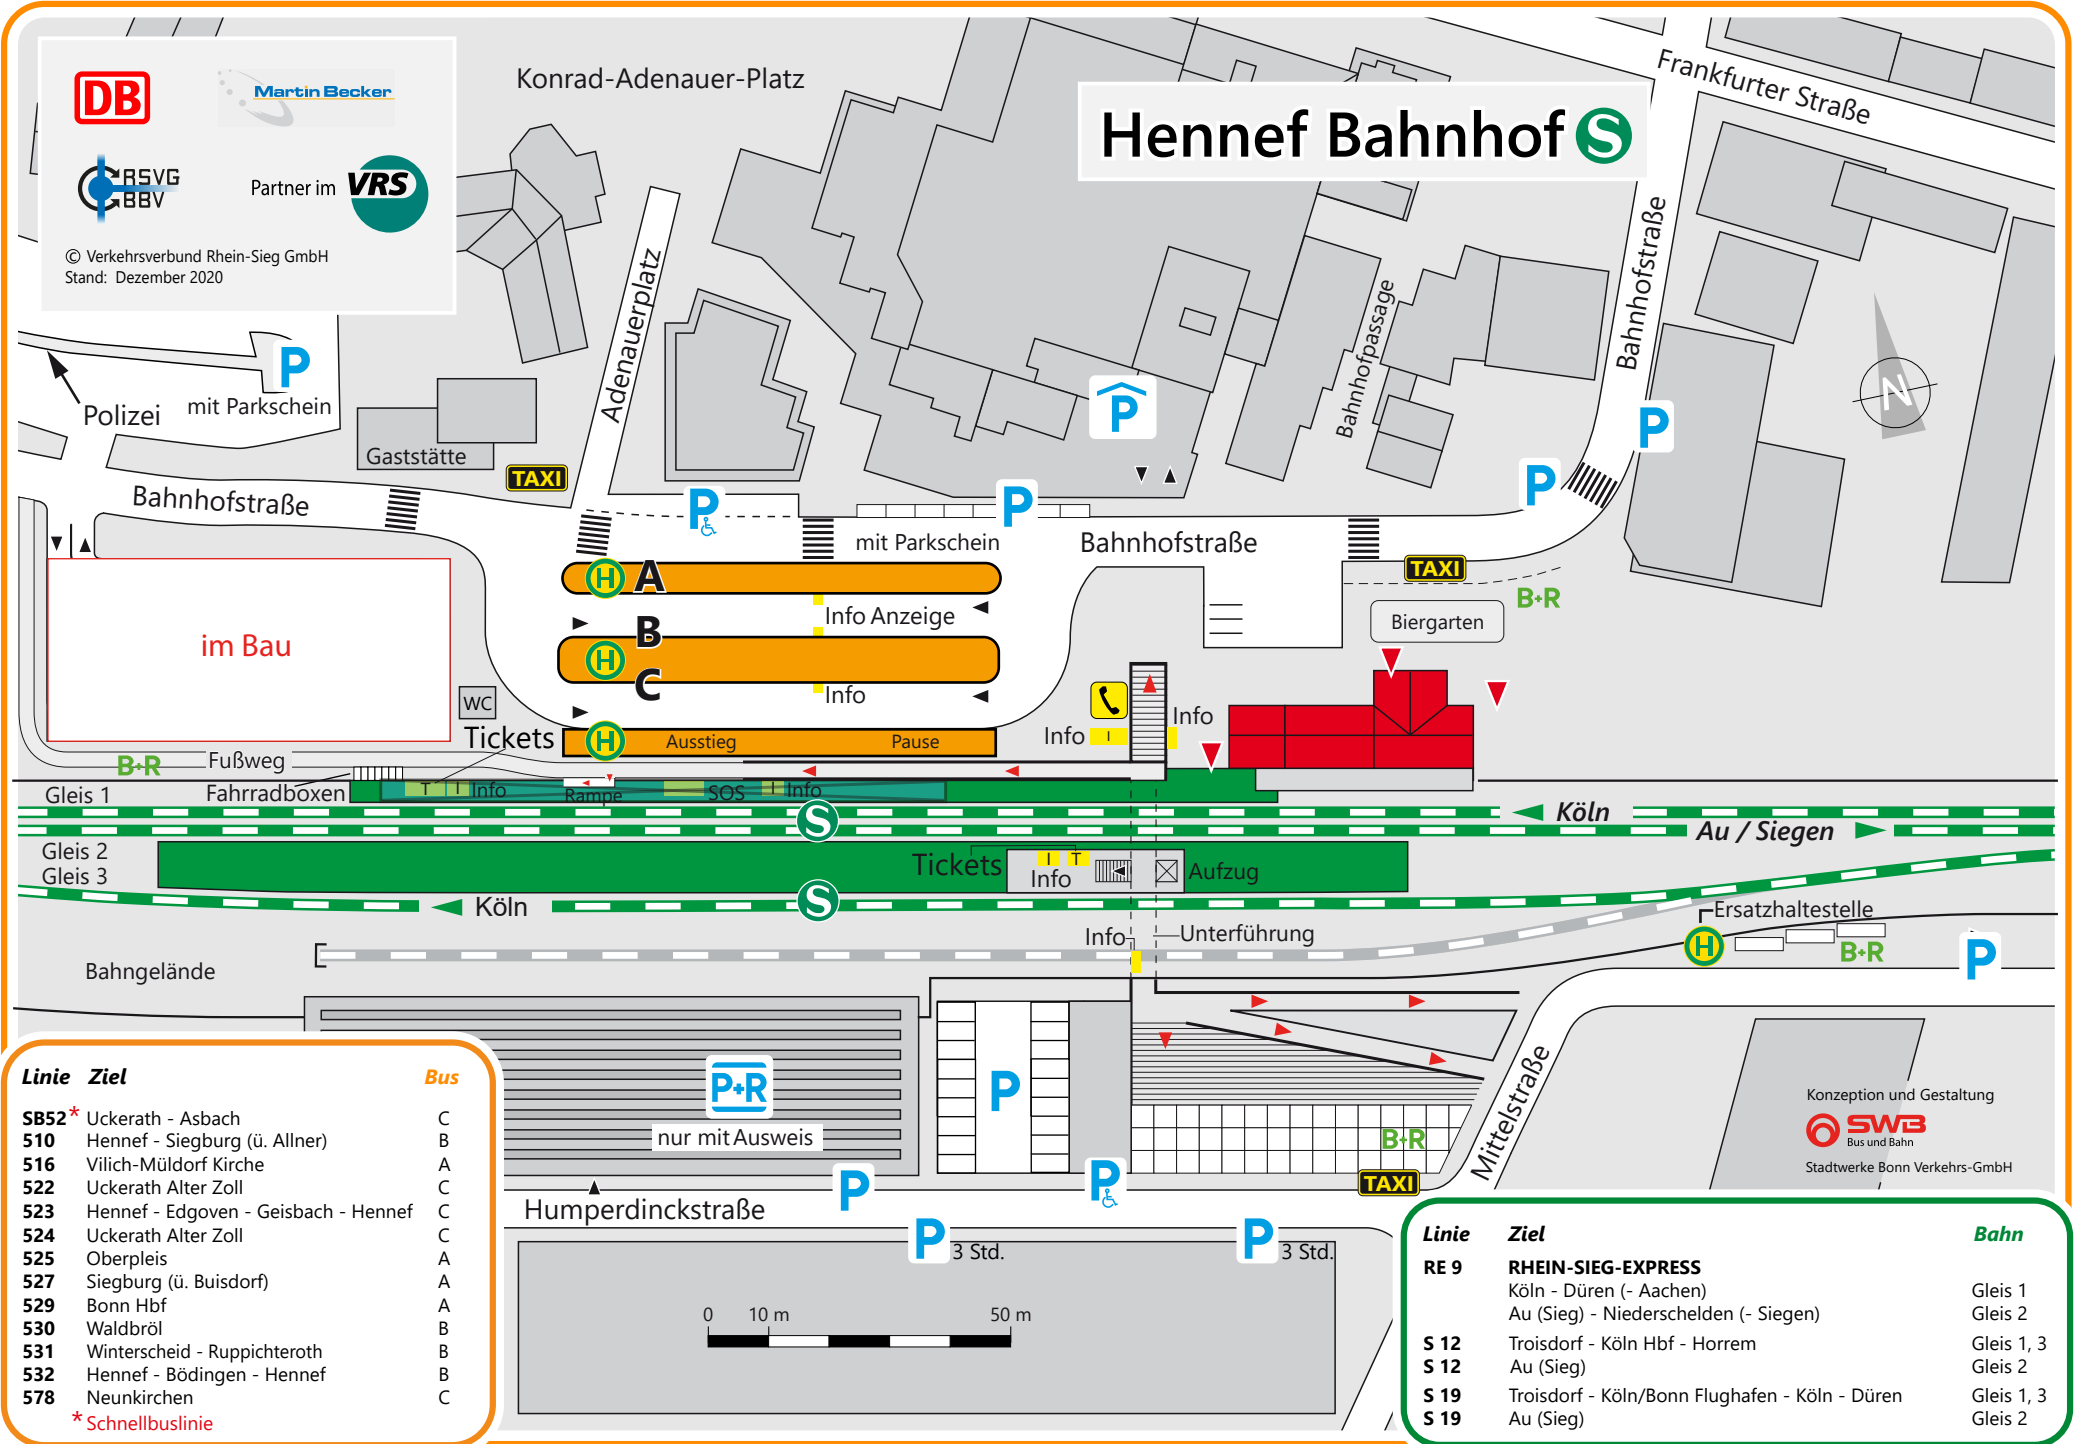 DB
Martin Becker
RSVG
BBV
Partner im VRS
© Verkehrsverbund Rhein-Sieg GmbH
Stand: Dezember 2020
Konrad-Adenauer-Platz
Hennef Bahnhof S
Frankfurter Straße
Bahnhofstraße
Adenauerplatz
Bahnhofpassage
N
P
mit Parkschein
Polizei
Gaststätte
TAXI
P
P
P
P
P
Bahnhofstraße
mit Parkschein
Bahnhofstraße
TAXI
B+R
Biergarten
H A
Info Anzeige
B
H
C
Info
im Bau
WC
Tickets
H
Ausstieg
Pause
Info
I
Info
B+R
Fußweg
Fahrradboxen
T
I
Info
Rampe
SOS
I
Info
Gleis 1
S
Köln
Au / Siegen
Gleis 2
Gleis 3
Tickets
I
T
Info
Aufzug
Köln
S
Ersatzhaltestelle
H
B+R
P
Info
Unterführung
Bahngelände
P+R
nur mit Ausweis
P
B+R
Mittelstraße
TAXI
P
P
Humperdinckstraße
P
3 Std.
P
3 Std.
0 10 m 50 m
Konzeption und Gestaltung
SWB
Bus und Bahn
Stadtwerke Bonn Verkehrs-GmbH
Linie Ziel Bus
SB52* Uckerath - Asbach C
510 Hennef - Siegburg (ü. Allner) B
516 Vilich-Müldorf Kirche A
522 Uckerath Alter Zoll C
523 Hennef - Edgoven - Geisbach - Hennef C
524 Uckerath Alter Zoll C
525 Oberpleis A
527 Siegburg (ü. Buisdorf) A
529 Bonn Hbf A
530 Waldbröl B
531 Winterscheid - Ruppichteroth B
532 Hennef - Bödingen - Hennef B
578 Neunkirchen C
* Schnellbuslinie
Linie Ziel Bahn
RE 9 RHEIN-SIEG-EXPRESS
Köln - Düren (- Aachen) Gleis 1
Au (Sieg) - Niederschelden (- Siegen) Gleis 2
S 12 Troisdorf - Köln Hbf - Horrem Gleis 1, 3
S 12 Au (Sieg) Gleis 2
S 19 Troisdorf - Köln/Bonn Flughafen - Köln - Düren Gleis 1, 3
S 19 Au (Sieg) Gleis 2